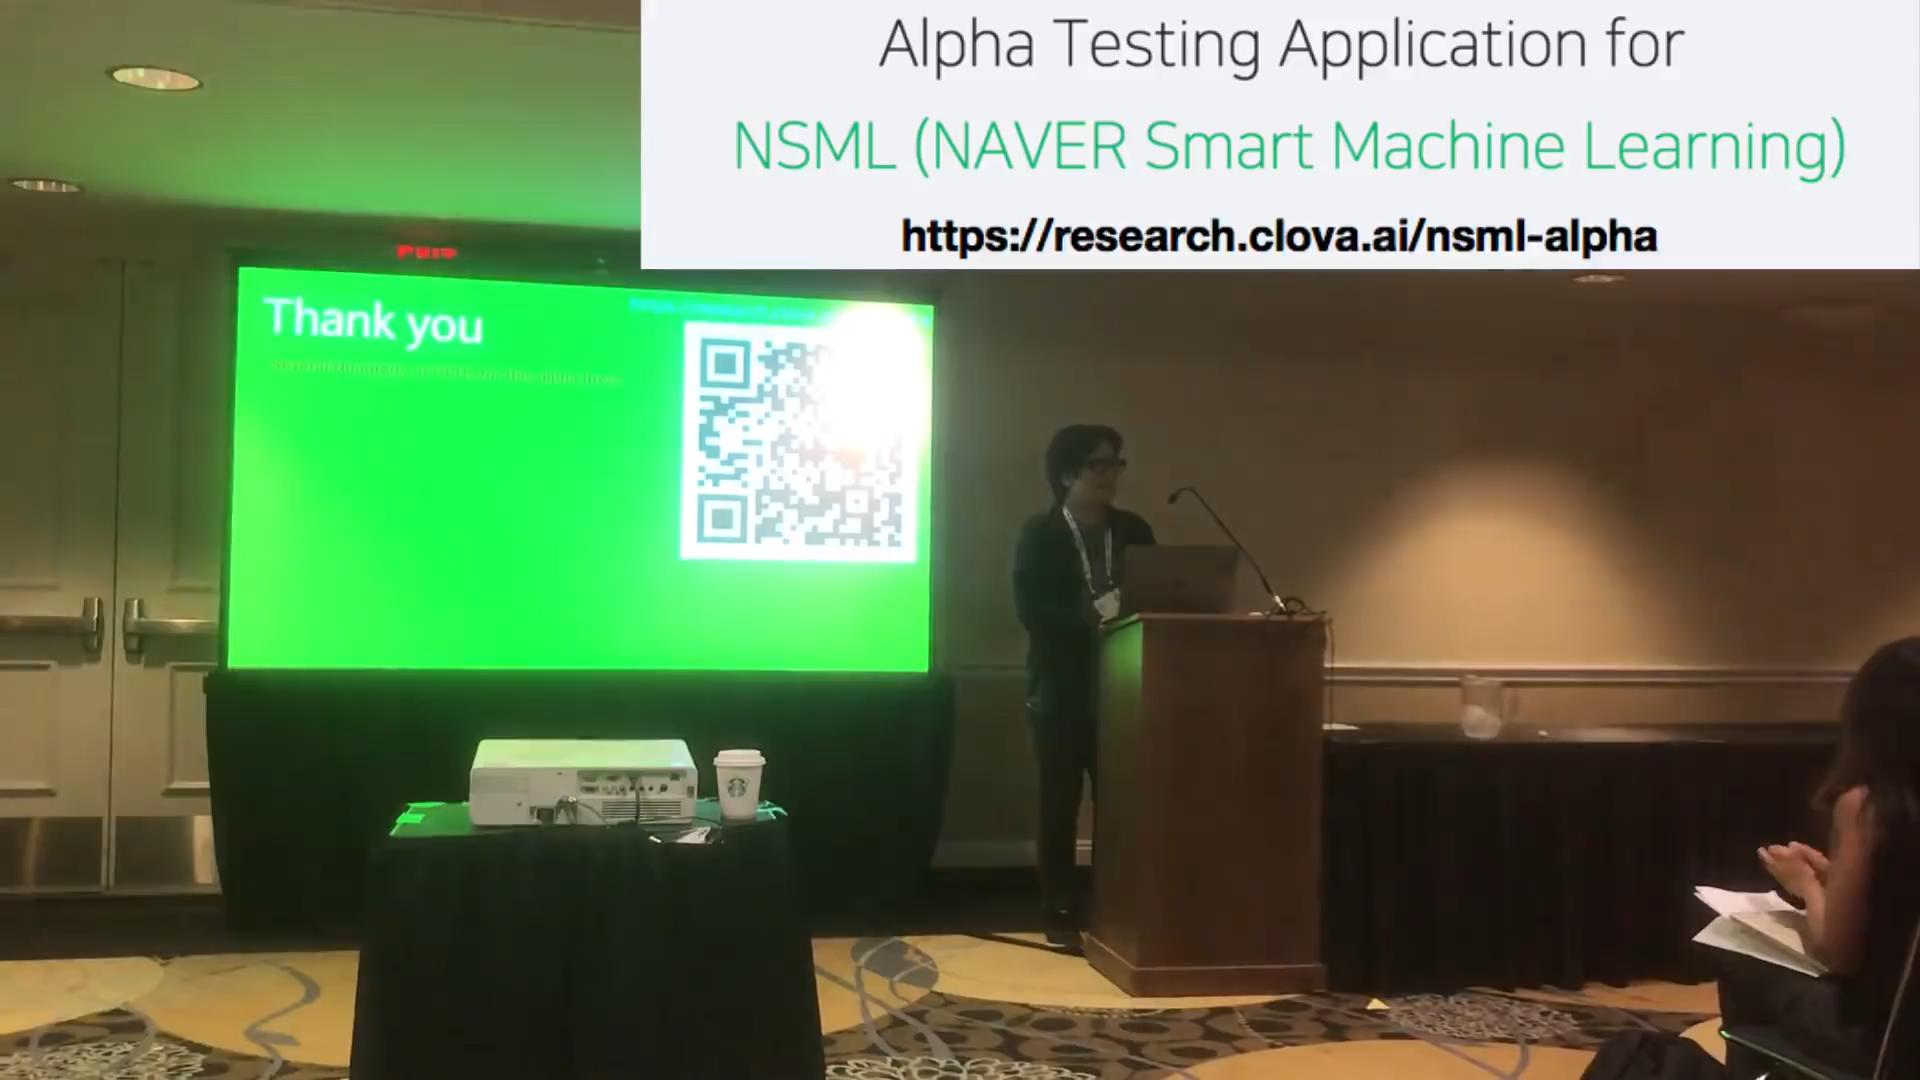 Alpha Testing Application for
NSML (NAVER Smart Machine Learning)
https://research.clova.ai/nsml-alpha
Thank you